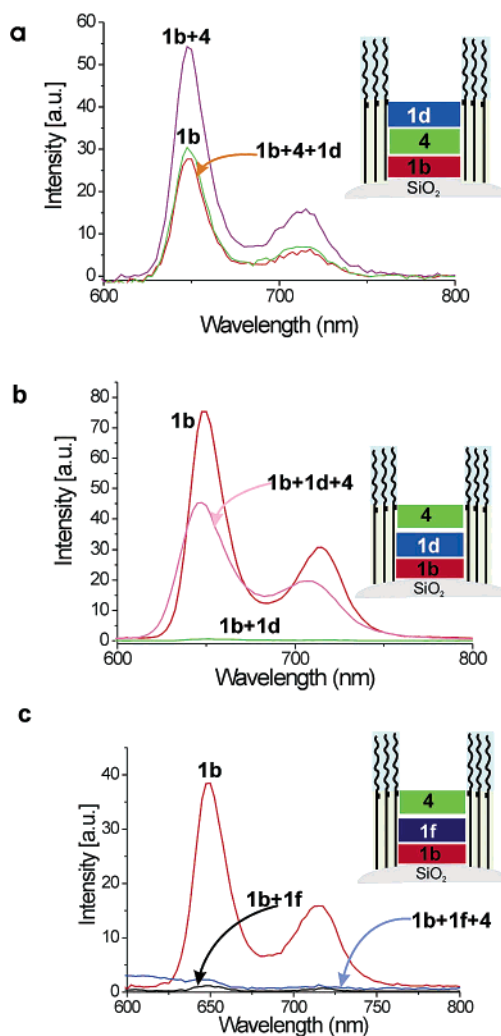 a
60
50
40
30
20
10
0
Intensity [a.u.]
1b+4
1b
1b+4+1d
600
700
800
Wavelength (nm)
1d
4
1b
SiO₂
b
80
70
60
50
40
30
20
10
0
Intensity [a.u.]
1b
1b+1d+4
1b+1d
600
700
800
Wavelength (nm)
4
1d
1b
SiO₂
c
40
30
20
10
0
Intensity [a.u.]
1b
1b+1f
1b+1f+4
600
650
700
750
800
Wavelength (nm)
4
1f
1b
SiO₂